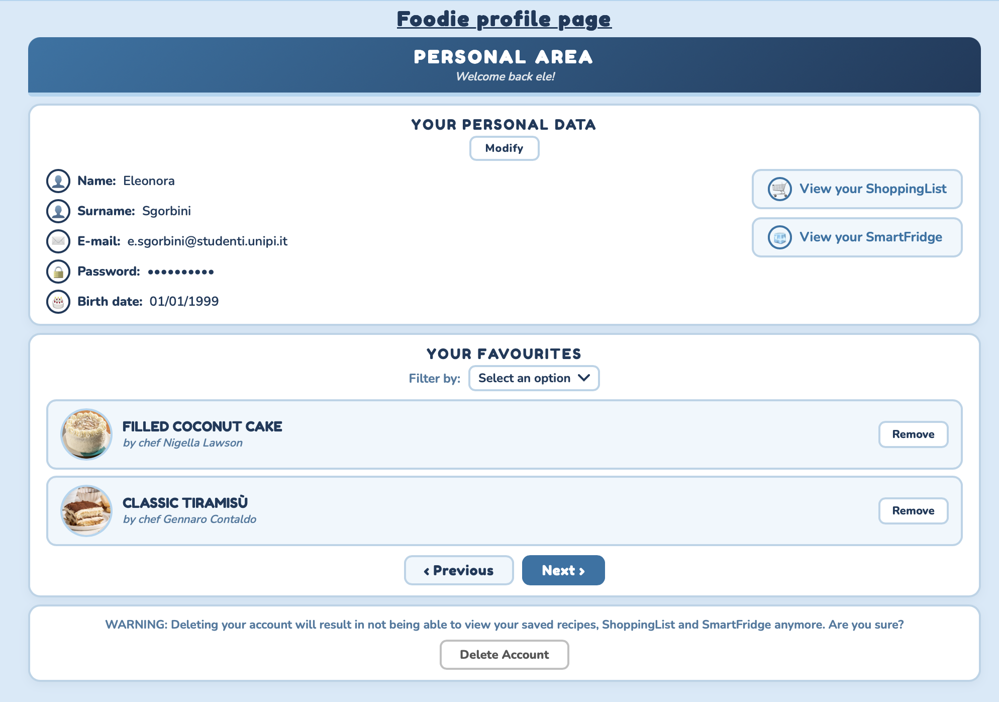 Foodie profile page
PERSONAL AREA
Welcome back ele!
YOUR PERSONAL DATA
Modify
Name: Eleonora
Surname: Sgorbini
E-mail: e.sgorbini@studenti.unipi.it
Password: ••••••••••
Birth date: 01/01/1999
View your ShoppingList
View your SmartFridge
YOUR FAVOURITES
Filter by: Select an option
FILLED COCONUT CAKE
by chef Nigella Lawson
Remove
CLASSIC TIRAMISÙ
by chef Gennaro Contaldo
Remove
‹ Previous Next ›
WARNING: Deleting your account will result in not being able to view your saved recipes, ShoppingList and SmartFridge anymore. Are you sure?
Delete Account